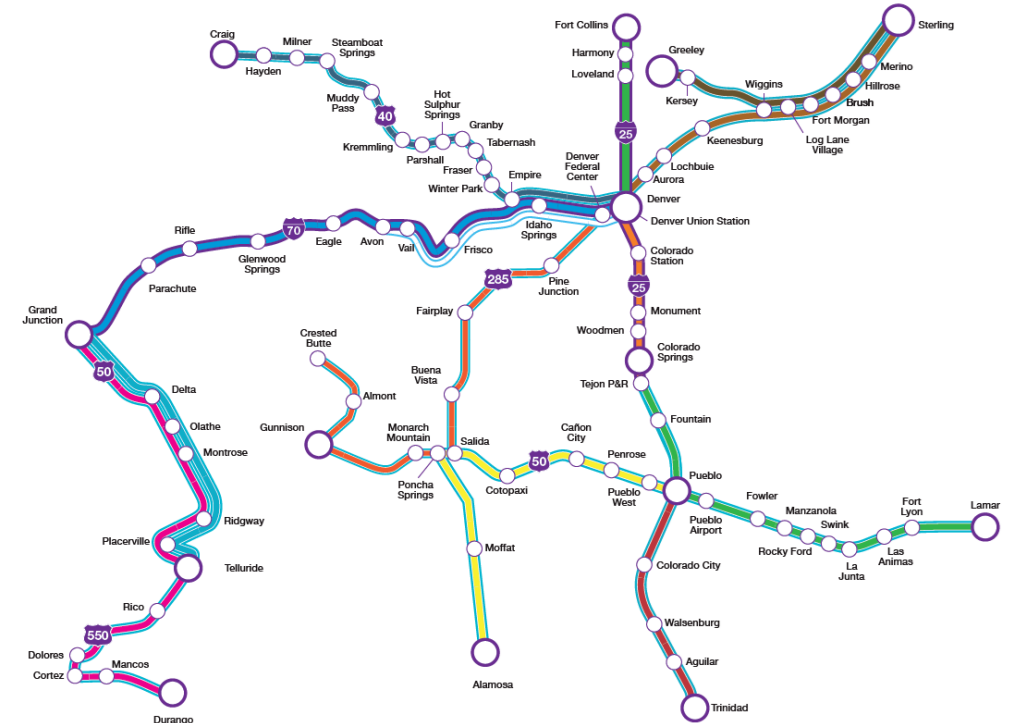 Craig
Hayden
Milner
Steamboat
Springs
Muddy
Pass
40
Hot
Sulphur
Springs
Kremmling
Parshall
Granby
Tabernash
Fraser
Winter Park
Empire
Fort Collins
Harmony
Loveland
25
Greeley
Kersey
Wiggins
Sterling
Merino
Hillrose
Brush
Fort Morgan
Log Lane
Village
Keenesburg
Lochbuie
Aurora
Denver
Federal
Center
Denver
Denver Union Station
Idaho
Springs
Frisco
Vail
Avon
Eagle
70
Glenwood
Springs
Rifle
Parachute
Grand
Junction
50
Delta
Olathe
Montrose
Ridgway
Placerville
Telluride
Rico
550
Dolores
Cortez
Mancos
Durango
285
Pine
Junction
Fairplay
Buena
Vista
Crested
Butte
Almont
Gunnison
Monarch
Mountain
Poncha
Springs
Salida
Cotopaxi
50
Cañon
City
Penrose
Pueblo
West
Pueblo
Moffat
Alamosa
Colorado
Station
25
Monument
Woodmen
Colorado
Springs
Tejon P&R
Fountain
Pueblo
Airport
Fowler
Manzanola
Rocky Ford
Swink
La
Junta
Las
Animas
Fort
Lyon
Lamar
Colorado City
Walsenburg
Aguilar
Trinidad